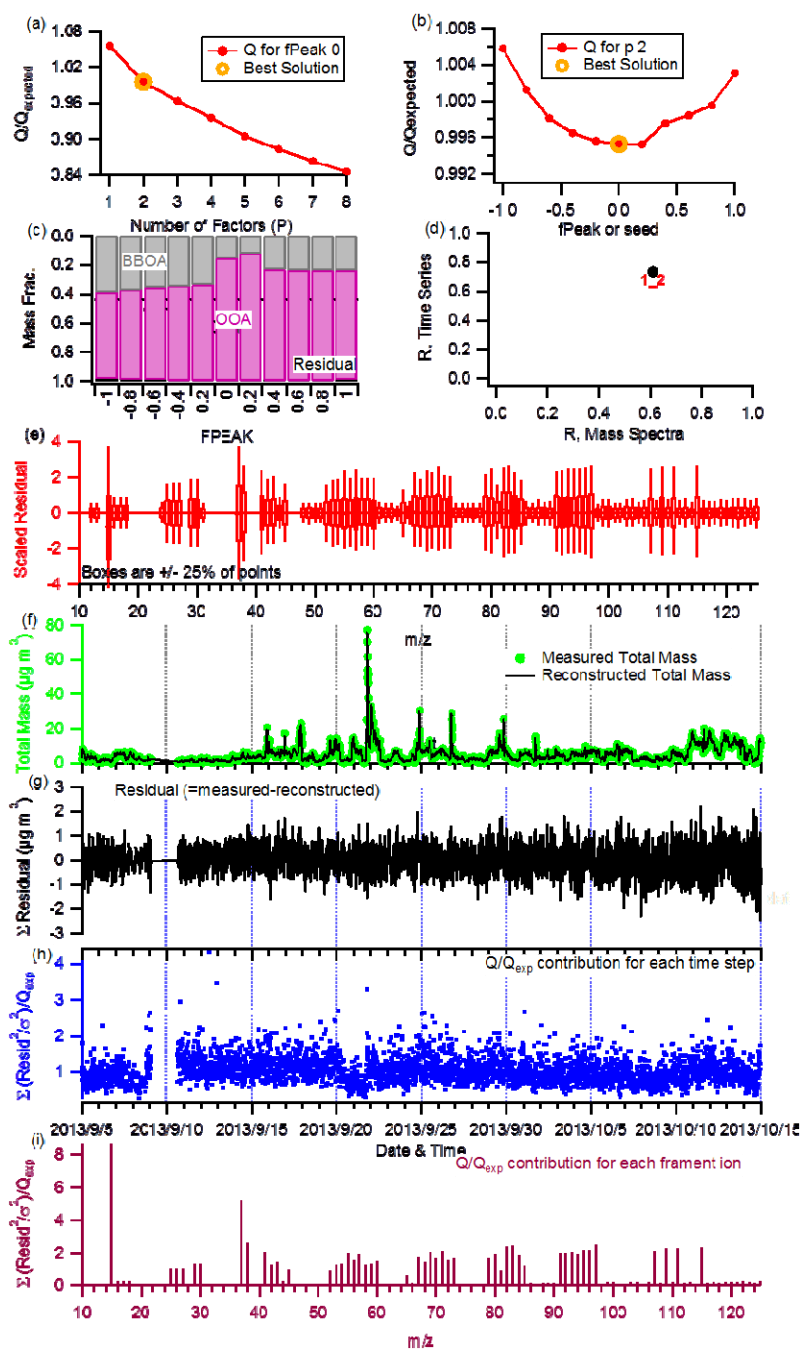 (a)
1.08
1.02
3.96
3.90
3.84
Q/Qexpected
Q for fPeak 0
Best Solution
1 2 3 4 5 6 7 8
Number of Factors (P)
(b)
1.008
1.004
1.000
0.995
0.992
Q/Qexpected
Q for p 2
Best Solution
-1 0 -0.5 0.0 0.5 1.0
fPeak or seed
(c)
0.0
0.2
0.4
0.6
0.8
1.0
Mass Frac.
BBOA
OOA
Residual
-1 -0.8 -0.6 -0.4 0.2 0 0.2 0.4 0.6 0.8 1
FPEAK
(d)
1.0
0.8
0.6
0.4
0.2
0.0
R, Time Series
1_2
0.0 0.2 0.4 0.6 0.8 1.0
R, Mass Spectra
(e)
4
2
0
-2
-4
Scaled Residual
Boxes are +/- 25% of points
10 20 30 40 50 60 70 80 90 100 110 120
m/z
(f)
80
60
40
20
0
Total Mass (µg m³)
Measured Total Mass
Reconstructed Total Mass
(g)
3
2
1
0
-1
-2
-3
Σ Residual (µg m³)
Residual (=measured-reconstructed)
(h)
4
3
2
1
Σ (Resid²/σ²)/Qexp
Q/Qexp contribution for each time step
2013/9/5 2013/9/10 2013/9/15 2013/9/20 2013/9/25 2013/9/30 2013/10/5 2013/10/10 2013/10/15
Date & Time
(i)
8
6
4
2
0
Σ (Resid²/σ²)/Qexp
Q/Qexp contribution for each frament ion
10 20 30 40 50 60 70 80 90 100 110 120
m/z